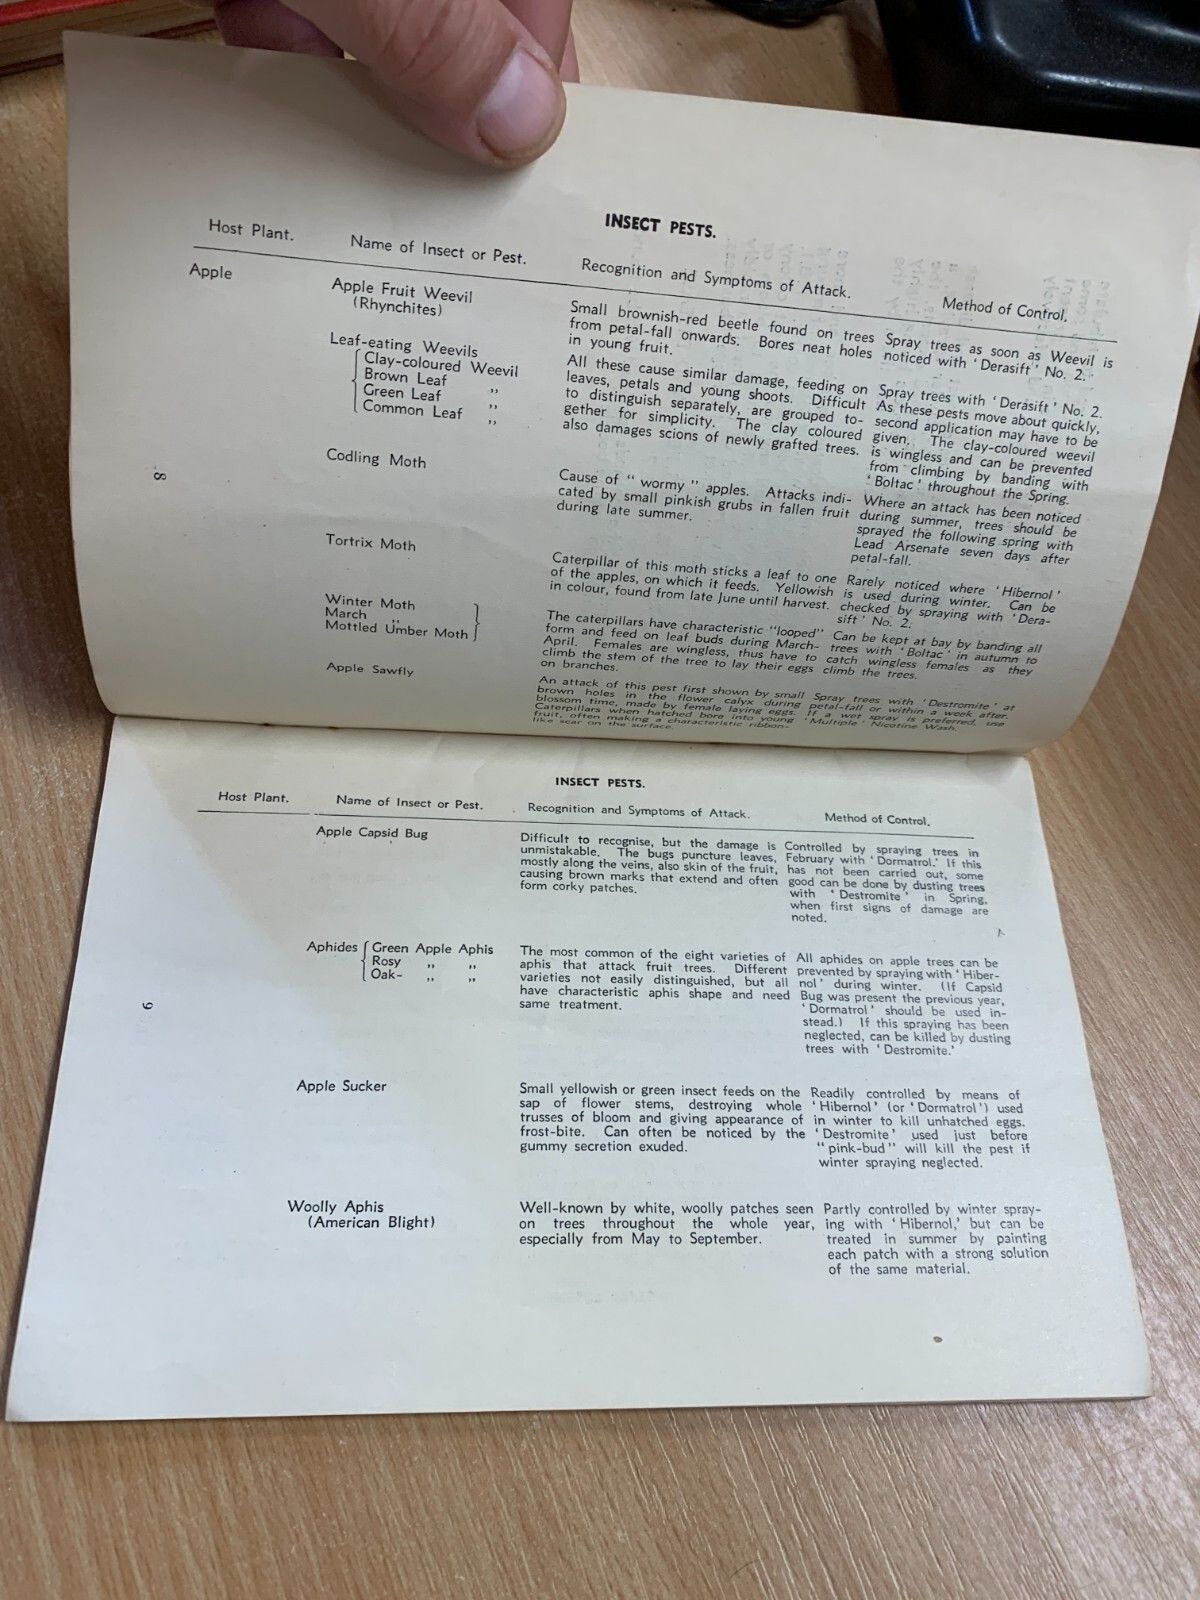 INSECT PESTS.
Host Plant. Name of Insect or Pest. Recognition and Symptoms of Attack. Method of Control.
Apple
Apple Fruit Weevil
(Rhynchites)
Small brownish-red beetle found on trees
from petal-fall onwards. Bores neat holes
in young fruit.
Spray trees as soon as Weevil is
noticed with ' Derasift ' No. 2.
Leaf-eating Weevils
Clay-coloured Weevil
Brown Leaf ,,
Green Leaf ,,
Common Leaf ,,
All these cause similar damage, feeding on
leaves, petals and young shoots. Difficult
to distinguish separately, are grouped to-
gether for simplicity. The clay coloured
also damages scions of newly grafted trees.
Spray trees with ' Derasift ' No. 2.
As these pests move about quickly,
second application may have to be
given. The clay-coloured weevil
is wingless and can be prevented
from climbing by banding with
' Boltac ' throughout the Spring.
Codling Moth
Cause of " wormy " apples. Attacks indi-
cated by small pinkish grubs in fallen fruit
during late summer.
Where an attack has been noticed
during summer, trees should be
sprayed the following spring with
Lead Arsenate seven days after
petal-fall.
Tortrix Moth
Caterpillar of this moth sticks a leaf to one
of the apples, on which it feeds. Yellowish
in colour, found from late June until harvest.
Rarely noticed where ' Hibernol '
is used during winter. Can be
checked by spraying with ' Dera-
sift ' No. 2.
Winter Moth
March ,,
Mottled Umber Moth
The caterpillars have characteristic "looped"
form and feed on leaf buds during March-
April. Females are wingless, thus have to
climb the stem of the tree to lay their eggs
on branches.
Can be kept at bay by banding all
trees with ' Boltac ' in autumn to
catch wingless females as they
climb the trees.
Apple Sawfly
An attack of this pest first shown by small
brown holes in the flower calyx during
blossom time, made by female laying eggs.
Caterpillars when hatched bore into young
fruit, often making a characteristic ribbon-
like scar on the surface.
Spray trees with ' Destromite ' at
petal-fall or within a week after.
If a wet spray is preferred, use
' Multiple ' Nicotine Wash.
8
INSECT PESTS.
Host Plant. Name of Insect or Pest. Recognition and Symptoms of Attack. Method of Control.
Apple Capsid Bug
Difficult to recognise, but the damage is
unmistakable. The bugs puncture leaves,
mostly along the veins, also skin of the fruit,
causing brown marks that extend and often
form corky patches.
Controlled by spraying trees in
February with ' Dormatrol.' If this
has not been carried out, some
good can be done by dusting trees
with ' Destromite ' in Spring,
when first signs of damage are
noted.
Aphides
Green Apple Aphis
Rosy ,, ,,
Oak- ,, ,,
The most common of the eight varieties of
aphis that attack fruit trees. Different
varieties not easily distinguished, but all
have characteristic aphis shape and need
same treatment.
All aphides on apple trees can be
prevented by spraying with ' Hiber-
nol ' during winter. (If Capsid
Bug was present the previous year,
' Dormatrol ' should be used in-
stead.) If this spraying has been
neglected, can be killed by dusting
trees with ' Destromite.'
Apple Sucker
Small yellowish or green insect feeds on the
sap of flower stems, destroying whole
trusses of bloom and giving appearance of
frost-bite. Can often be noticed by the
gummy secretion exuded.
Readily controlled by means of
' Hibernol ' (or ' Dormatrol ') used
in winter to kill unhatched eggs.
' Destromite ' used just before
" pink-bud " will kill the pest if
winter spraying neglected.
Woolly Aphis
(American Blight)
Well-known by white, woolly patches seen
on trees throughout the whole year,
especially from May to September.
Partly controlled by winter spray-
ing with ' Hibernol,' but can be
treated in summer by painting
each patch with a strong solution
of the same material.
9